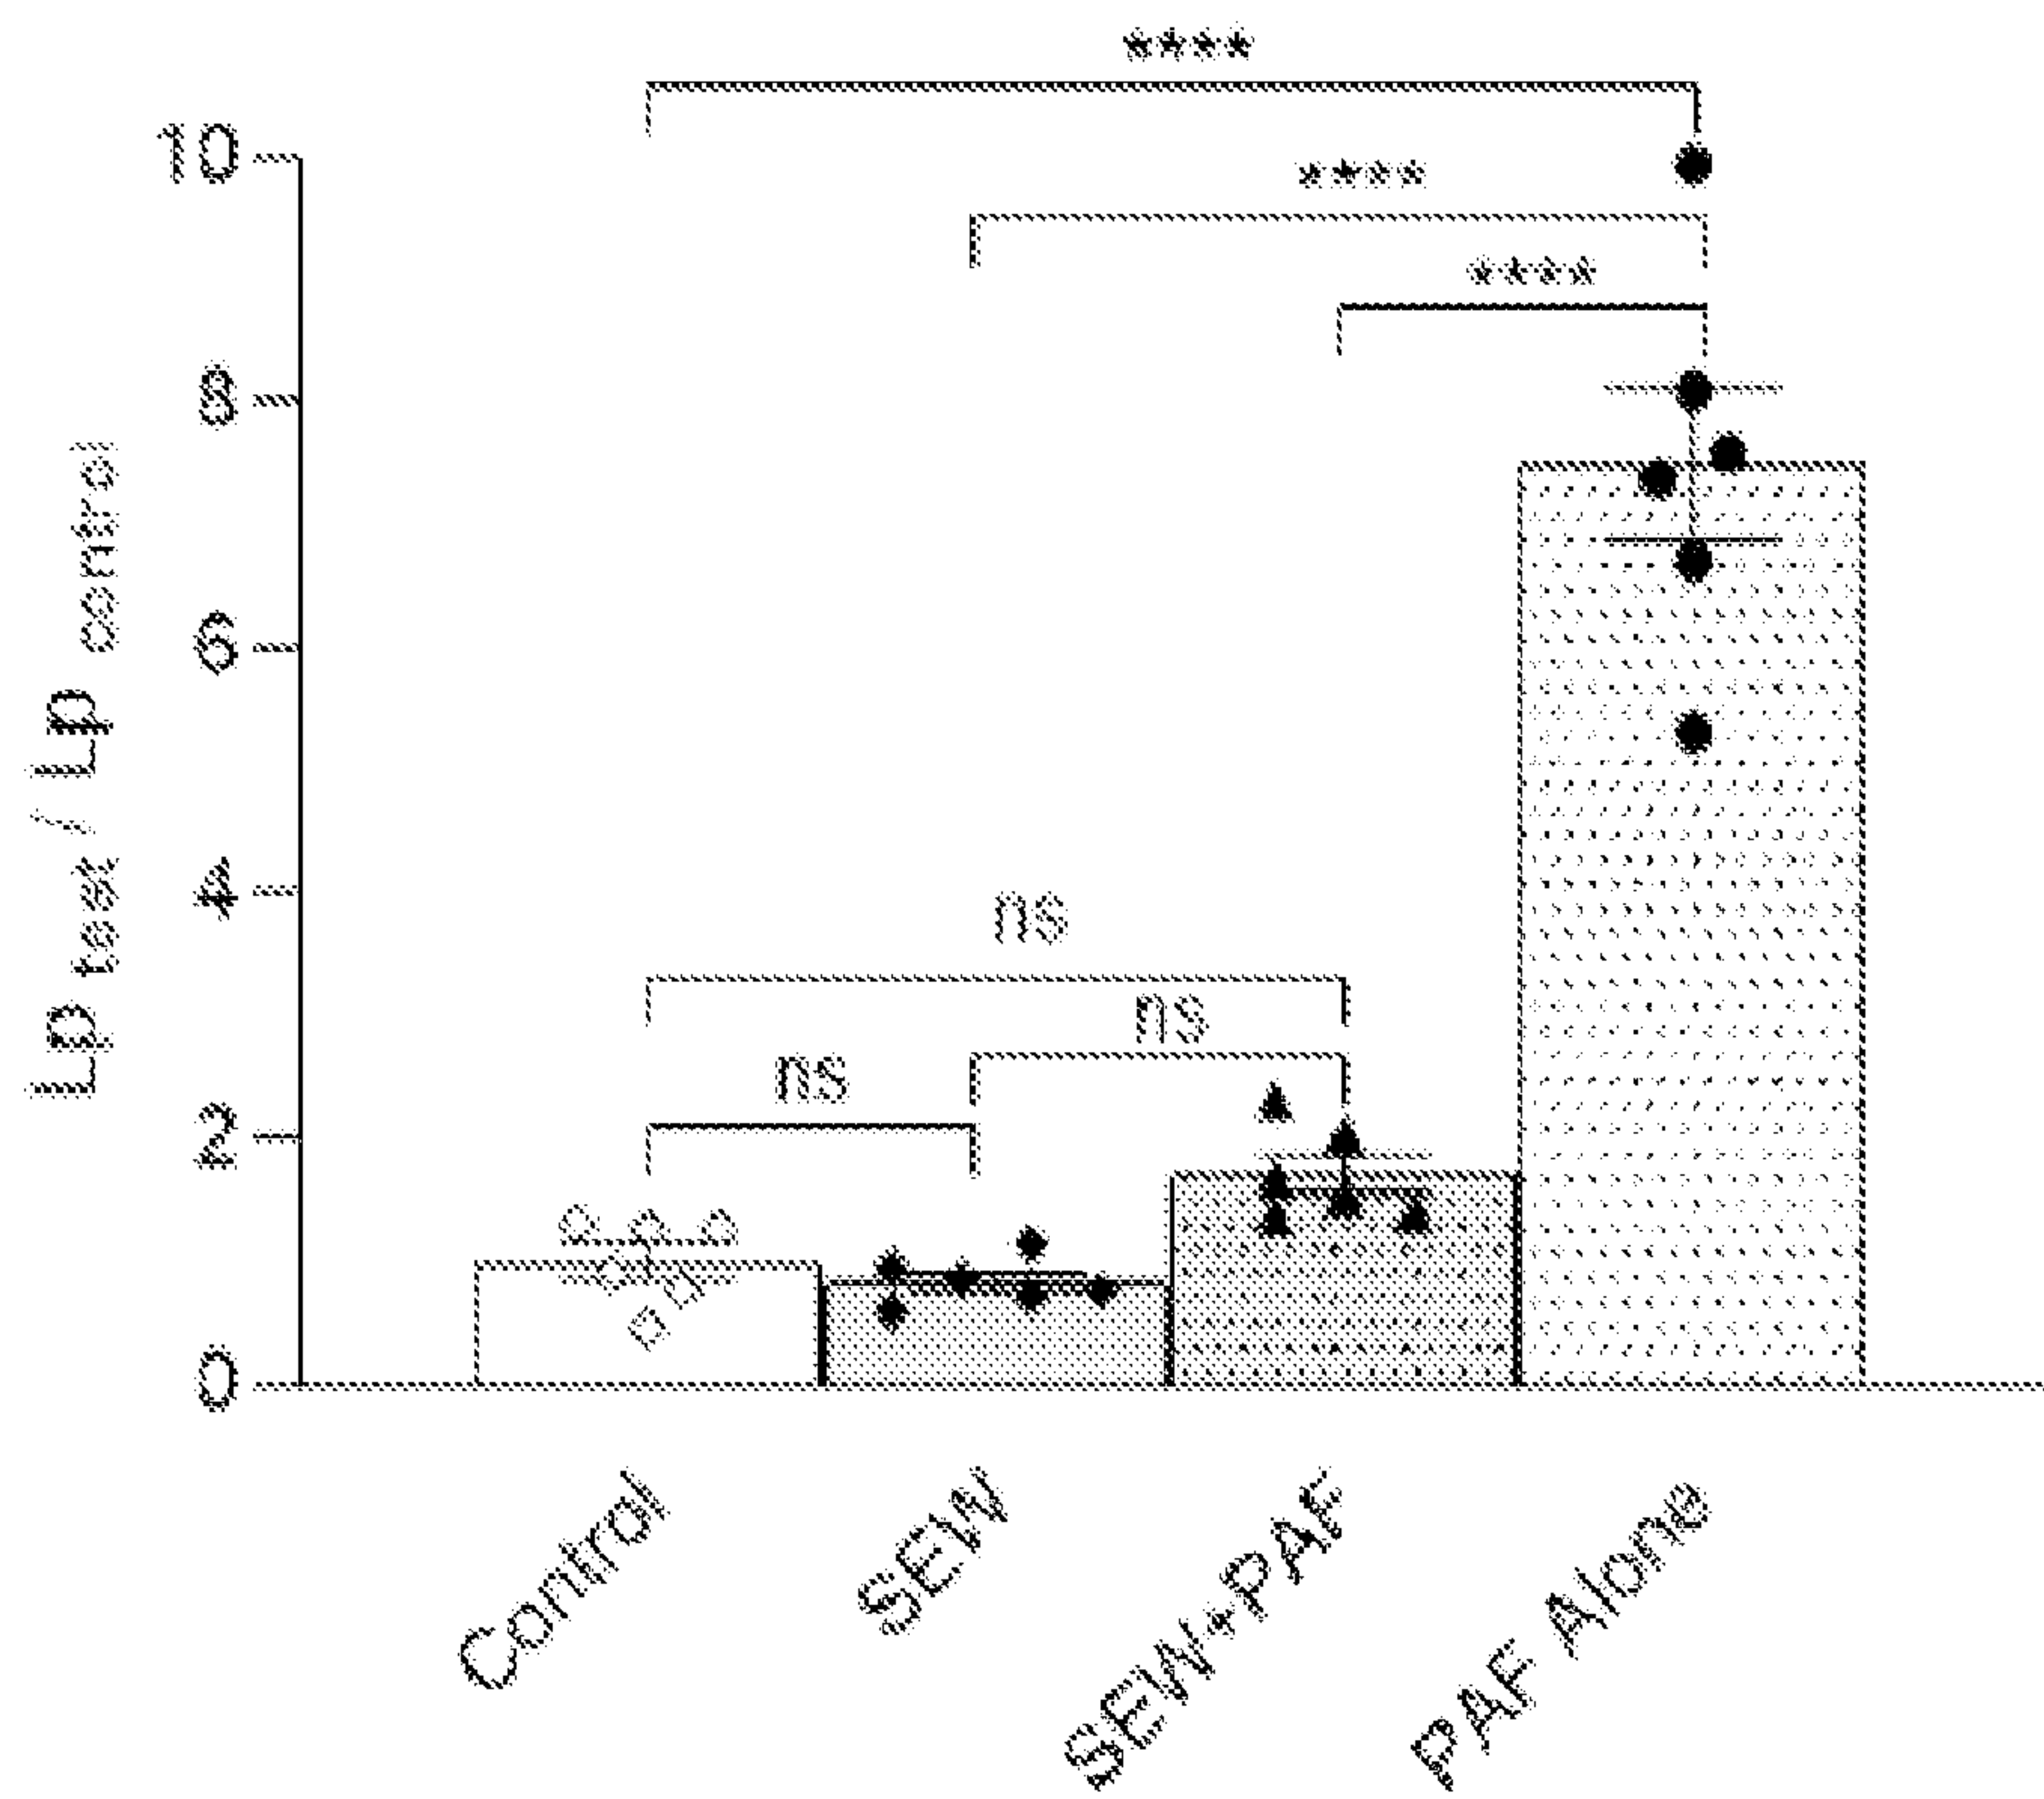 ****
****
****
10
8
6
4
2
0
Lp test / Lp control
ns
ns
ns
Control
SEW
SEW+PAF
PAF Alone